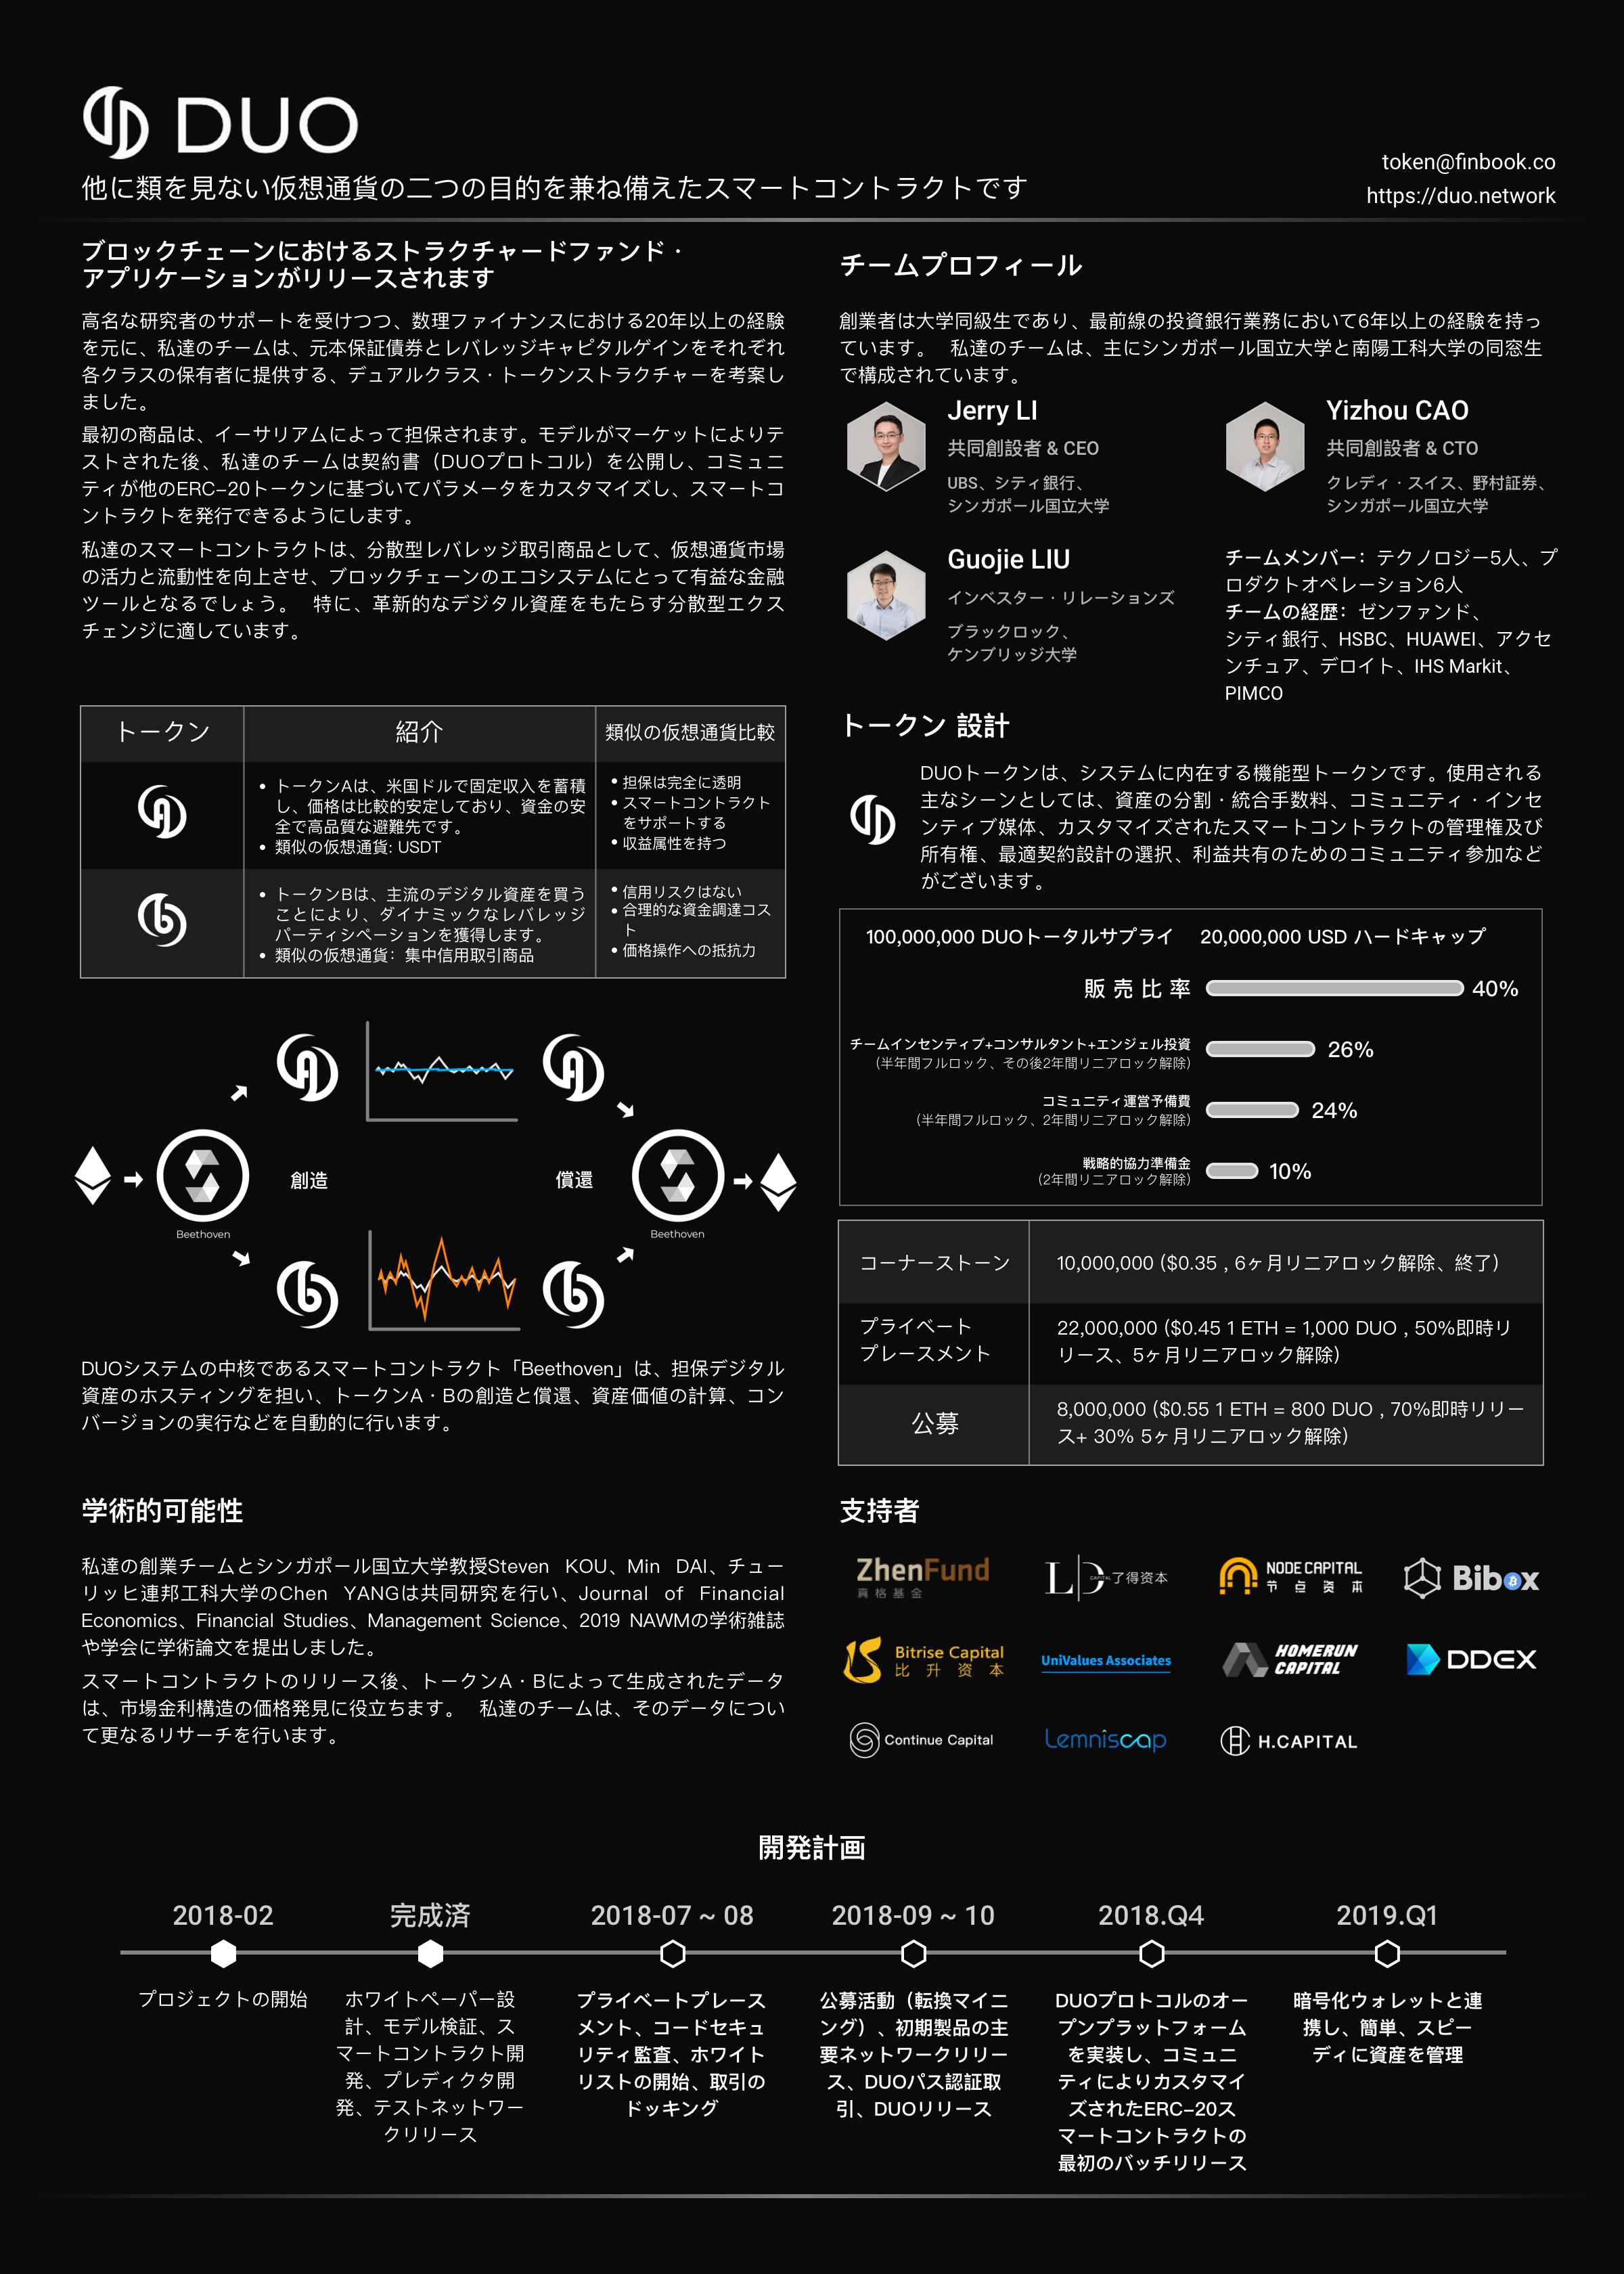 DUO
他に類を見ない仮想通貨の二つの目的を兼ね備えたスマートコントラクトです
token@finbook.co
https://duo.network
ブロックチェーンにおけるストラクチャードファンド・
アプリケーションがリリースされます
高名な研究者のサポートを受けつつ、数理ファイナンスにおける20年以上の経験
を元に、私達のチームは、元本保証債券とレバレッジキャピタルゲインをそれぞれ
各クラスの保有者に提供する、デュアルクラス・トークンストラクチャーを考案し
ました。
最初の商品は、イーサリアムによって担保されます。モデルがマーケットによりテ
ストされた後、私達のチームは契約書（DUOプロトコル）を公開し、コミュニ
ティが他のERC–20トークンに基づいてパラメータをカスタマイズし、スマートコ
ントラクトを発行できるようにします。
私達のスマートコントラクトは、分散型レバレッジ取引商品として、仮想通貨市場
の活力と流動性を向上させ、ブロックチェーンのエコシステムにとって有益な金融
ツールとなるでしょう。 特に、革新的なデジタル資産をもたらす分散型エクス
チェンジに適しています。
トークン
紹介
類似の仮想通貨比較
• トークンAは、米国ドルで固定収入を蓄積
し、価格は比較的安定しており、資金の安
全で高品質な避難先です。
• 類似の仮想通貨: USDT
• 担保は完全に透明
• スマートコントラクト
をサポートする
• 収益属性を持つ
• トークンBは、主流のデジタル資産を買う
ことにより、ダイナミックなレバレッジ
パーティシペーションを獲得します。
• 類似の仮想通貨：集中信用取引商品
• 信用リスクはない
• 合理的な資金調達コス
ト
• 価格操作への抵抗力
創造
償還
Beethoven
Beethoven
DUOシステムの中核であるスマートコントラクト「Beethoven」は、担保デジタル
資産のホスティングを担い、トークンA・Bの創造と償還、資産価値の計算、コン
バージョンの実行などを自動的に行います。
学術的可能性
私達の創業チームとシンガポール国立大学教授Steven KOU、Min DAI、チュー
リッヒ連邦工科大学のChen YANGは共同研究を行い、Journal of Financial
Economics、Financial Studies、Management Science、2019 NAWMの学術雑誌
や学会に学術論文を提出しました。
スマートコントラクトのリリース後、トークンA・Bによって生成されたデータ
は、市場金利構造の価格発見に役立ちます。 私達のチームは、そのデータについ
て更なるリサーチを行います。
チームプロフィール
創業者は大学同級生であり、最前線の投資銀行業務において6年以上の経験を持っ
ています。 私達のチームは、主にシンガポール国立大学と南陽工科大学の同窓生
で構成されています。
Jerry LI
共同創設者 & CEO
UBS、シティ銀行、
シンガポール国立大学
Yizhou CAO
共同創設者 & CTO
クレディ・スイス、野村証券、
シンガポール国立大学
Guojie LIU
インベスター・リレーションズ
ブラックロック、
ケンブリッジ大学
チームメンバー：テクノロジー5人、プ
ロダクトオペレーション6人
チームの経歴：ゼンファンド、
シティ銀行、HSBC、HUAWEI、アクセ
ンチュア、デロイト、IHS Markit、
PIMCO
トークン 設計
DUOトークンは、システムに内在する機能型トークンです。使用される
主なシーンとしては、資産の分割・統合手数料、コミュニティ・インセ
ンティブ媒体、カスタマイズされたスマートコントラクトの管理権及び
所有権、最適契約設計の選択、利益共有のためのコミュニティ参加など
がございます。
100,000,000 DUOトータルサプライ 20,000,000 USD ハードキャップ
販売比率 40%
チームインセンティブ+コンサルタント+エンジェル投資
（半年間フルロック、その後2年間リニアロック解除） 26%
コミュニティ運営予備費
（半年間フルロック、2年間リニアロック解除） 24%
戦略的協力準備金
（2年間リニアロック解除） 10%
コーナーストーン
10,000,000 ($0.35 , 6ヶ月リニアロック解除、終了)
プライベート
プレースメント
22,000,000 ($0.45 1 ETH = 1,000 DUO , 50%即時リ
リース、5ヶ月リニアロック解除)
公募
8,000,000 ($0.55 1 ETH = 800 DUO , 70%即時リリー
ス+ 30% 5ヶ月リニアロック解除)
支持者
ZhenFund
真格基金
LD CAPITAL 了得资本
NODE CAPITAL
节点资本
Bibox
Bitrise Capital
比升资本
UniValues Associates
HOMERUN
CAPITAL
DDEX
Continue Capital
Lemniscap
H.CAPITAL
開発計画
2018-02
プロジェクトの開始
完成済
ホワイトペーパー設
計、モデル検証、ス
マートコントラクト開
発、プレディクタ開
発、テストネットワー
クリリース
2018-07 ~ 08
プライベートプレース
メント、コードセキュ
リティ監査、ホワイト
リストの開始、取引の
ドッキング
2018-09 ~ 10
公募活動（転換マイニ
ング）、初期製品の主
要ネットワークリリー
ス、DUOパス認証取
引、DUOリリース
2018.Q4
DUOプロトコルのオー
プンプラットフォーム
を実装し、コミュニ
ティによりカスタマイ
ズされたERC–20ス
マートコントラクトの
最初のバッチリリース
2019.Q1
暗号化ウォレットと連
携し、簡単、スピー
ディに資産を管理